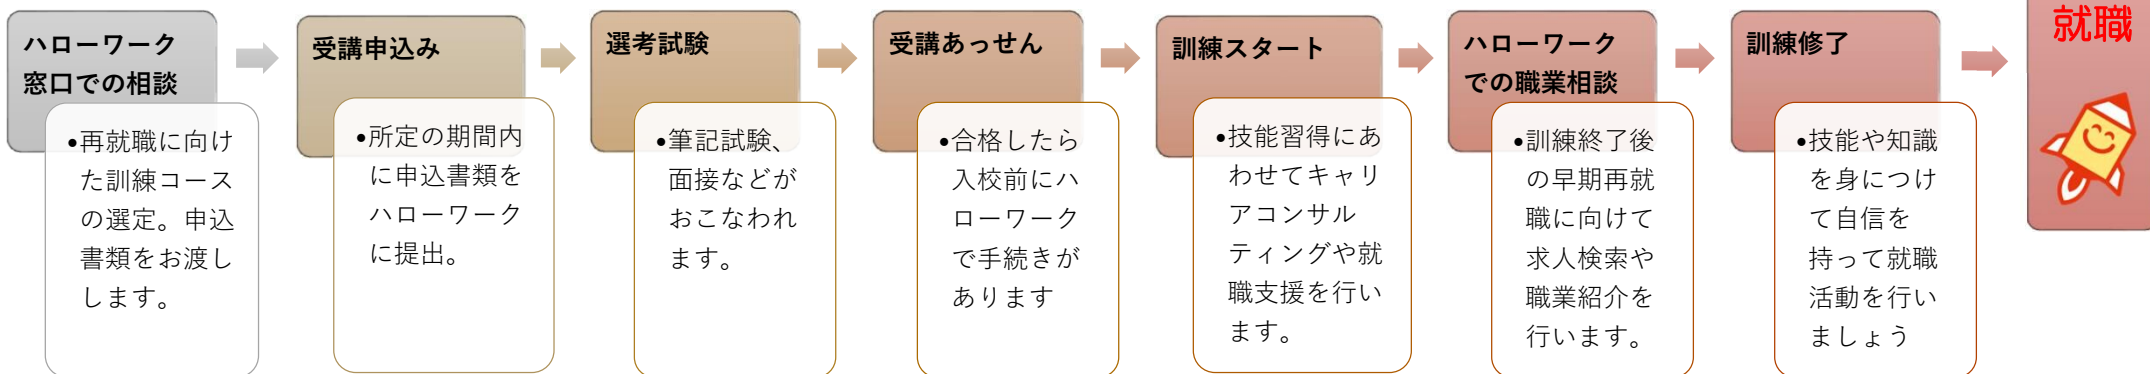 ハローワーク
窓口での相談
•再就職に向け
た訓練コース
の選定。申込
書類をお渡し
します。
受講申込み
•所定の期間内
に申込書類を
ハローワーク
に提出。
選考試験
•筆記試験、
面接などが
おこなわれ
ます。
受講あっせん
•合格したら
入校前にハ
ローワーク
で手続きが
あります
訓練スタート
•技能習得にあ
わせてキャリ
アコンサル
ティングや就
職支援を行い
ます。
ハローワーク
での職業相談
•訓練終了後
の早期再就
職に向けて
求人検索や
職業紹介を
行います。
訓練修了
•技能や知識
を身につけ
て自信を
持って就職
活動を行い
ましょう
就職